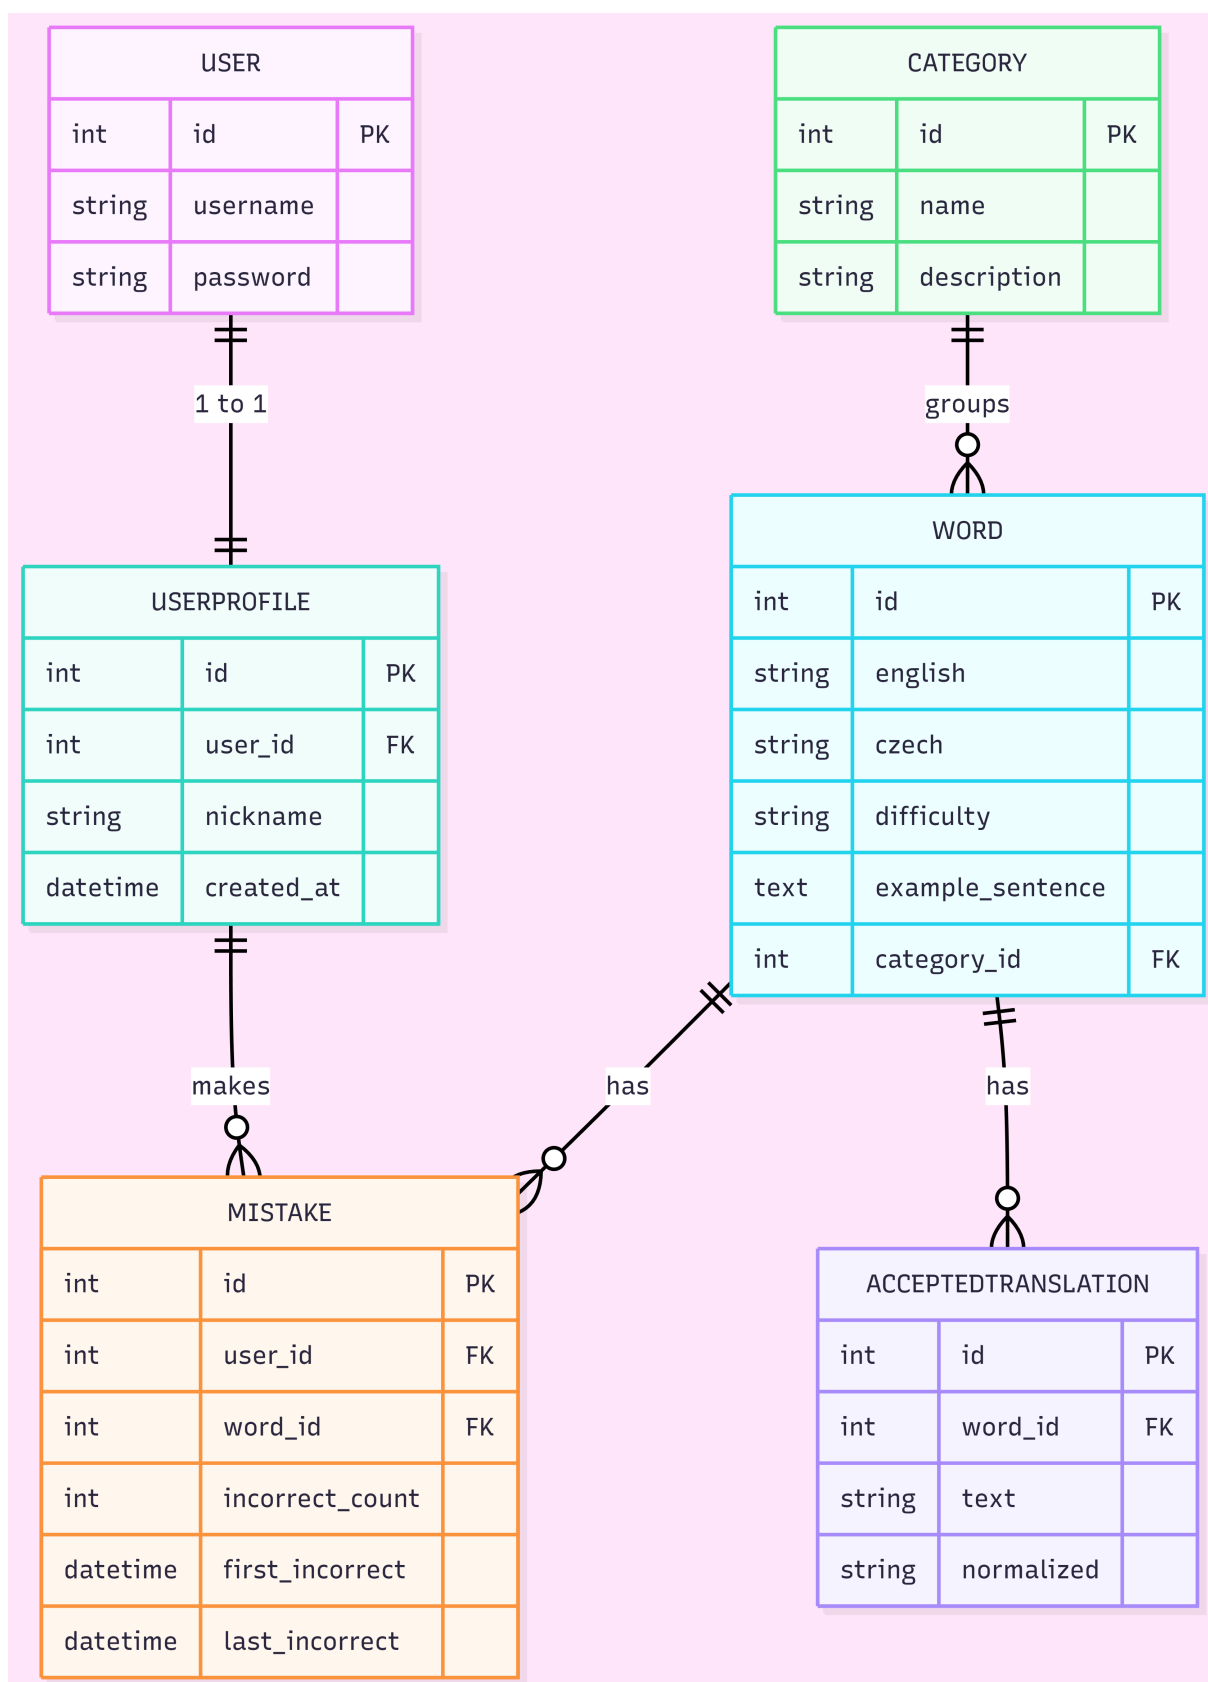 USER
int id PK
string username
string password
CATEGORY
int id PK
string name
string description
1 to 1
groups
USERPROFILE
int id PK
int user_id FK
string nickname
datetime created_at
WORD
int id PK
string english
string czech
string difficulty
text example_sentence
int category_id FK
makes
has
has
MISTAKE
int id PK
int user_id FK
int word_id FK
int incorrect_count
datetime first_incorrect
datetime last_incorrect
ACCEPTEDTRANSLATION
int id PK
int word_id FK
string text
string normalized